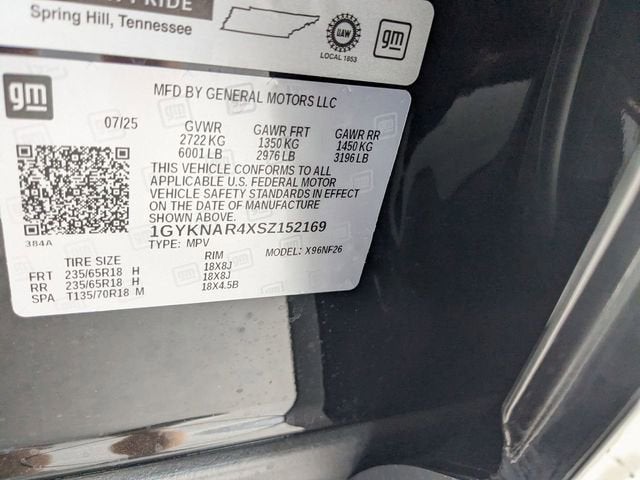 RIDE
Spring Hill, Tennessee
UAW
LOCAL 1853
gm
gm
MFD BY GENERAL MOTORS LLC
07/25 GVWR GAWR FRT GAWR RR
2722 KG 1350 KG 1450 KG
6001 LB 2976 LB 3196 LB
THIS VEHICLE CONFORMS TO ALL
APPLICABLE U.S. FEDERAL MOTOR
VEHICLE SAFETY STANDARDS IN EFFECT
ON THE DATE OF MANUFACTURE
SHOWN ABOVE.
1GYKNAR4XSZ152169
384A
TYPE: MPV MODEL: X96NF26
TIRE SIZE RIM
FRT 235/65R18 H 18X8J
RR 235/65R18 H 18X8J
SPA T135/70R18 M 18X4.5B